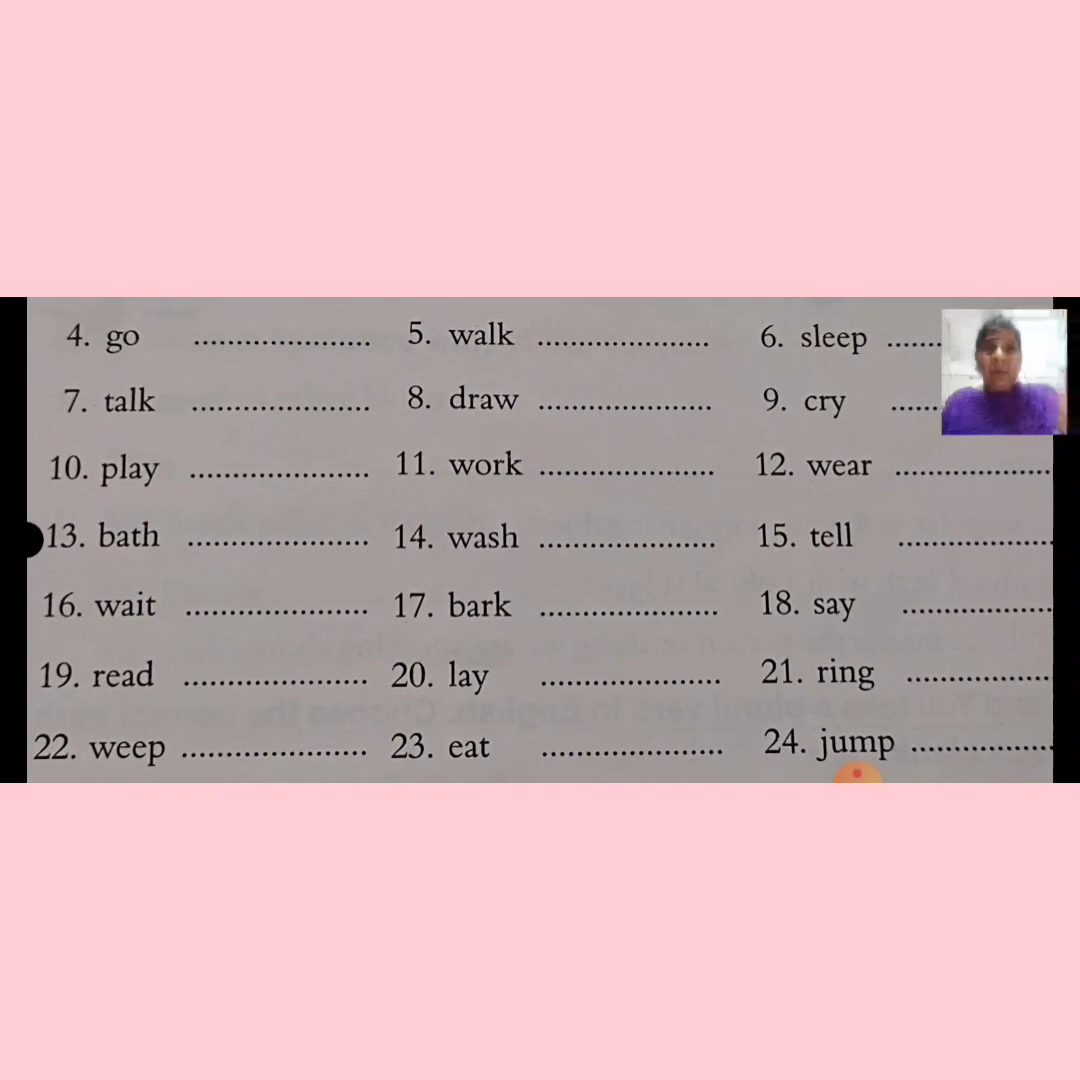 4. go .................... 5. walk .................... 6. sleep ......
7. talk .................... 8. draw .................... 9. cry ......
10. play .................... 11. work .................... 12. wear ..................
13. bath .................... 14. wash .................... 15. tell ..................
16. wait .................... 17. bark .................... 18. say ..................
19. read .................... 20. lay .................... 21. ring ..................
22. weep .................... 23. eat .................... 24. jump ..................